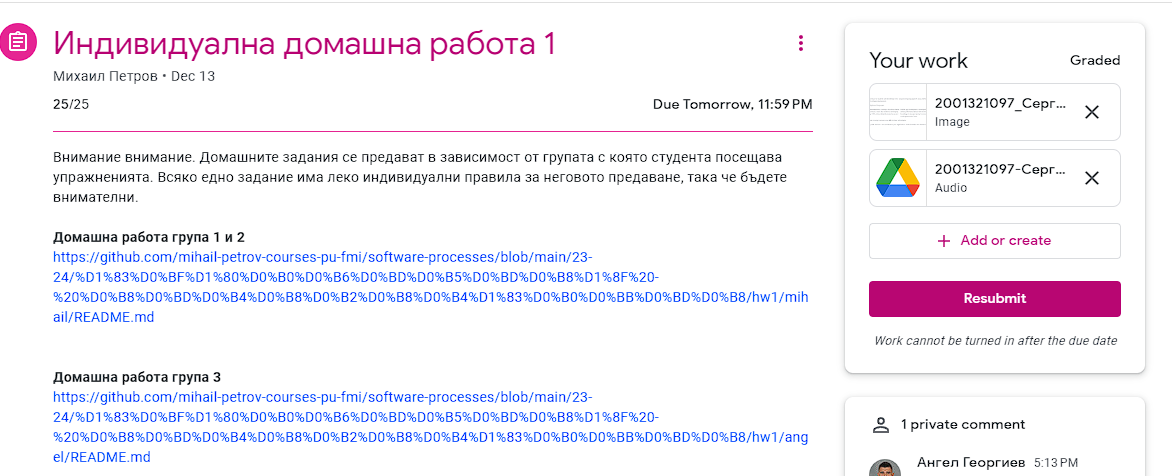 Индивидуална домашна работа 1
Михаил Петров • Dec 13
25/25
Due Tomorrow, 11:59 PM
Внимание внимание. Домашните задания се предават в зависимост от групата с която студента посещава
упражненията. Всяко едно задание има леко индивидуални правила за неговото предаване, така че бъдете
внимателни.
Домашна работа група 1 и 2
https://github.com/mihail-petrov-courses-pu-fmi/software-processes/blob/main/23-
24/%D1%83%D0%BF%D1%80%D0%B0%D0%B6%D0%BD%D0%B5%D0%BD%D0%B8%D1%8F%20-
%20%D0%B8%D0%BD%D0%B4%D0%B8%D0%B2%D0%B8%D0%B4%D1%83%D0%B0%D0%BB%D0%BD%D0%B8/hw1/mih
ail/README.md
Домашна работа група 3
https://github.com/mihail-petrov-courses-pu-fmi/software-processes/blob/main/23-
24/%D1%83%D0%BF%D1%80%D0%B0%D0%B6%D0%BD%D0%B5%D0%BD%D0%B8%D1%8F%20-
%20%D0%B8%D0%BD%D0%B4%D0%B8%D0%B2%D0%B8%D0%B4%D1%83%D0%B0%D0%BB%D0%BD%D0%B8/hw1/ang
el/README.md
Your work
Graded
2001321097_Серг...
Image
2001321097-Серг...
Audio
+ Add or create
Resubmit
Work cannot be turned in after the due date
1 private comment
Ангел Георгиев 5:13 PM